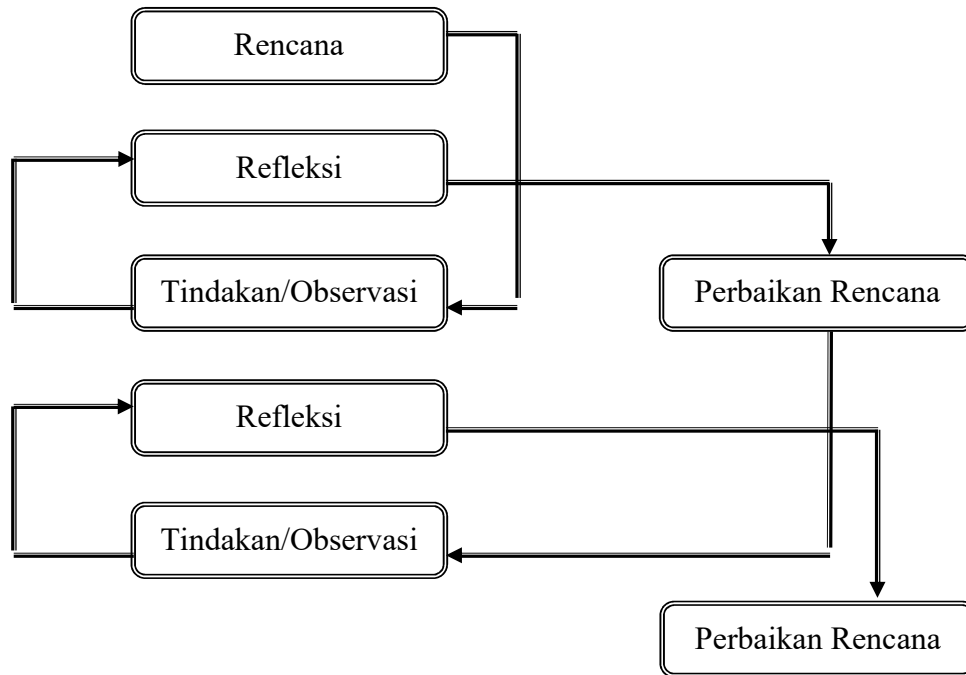 Rencana
Refleksi
Tindakan/Observasi
Perbaikan Rencana
Refleksi
Tindakan/Observasi
Perbaikan Rencana